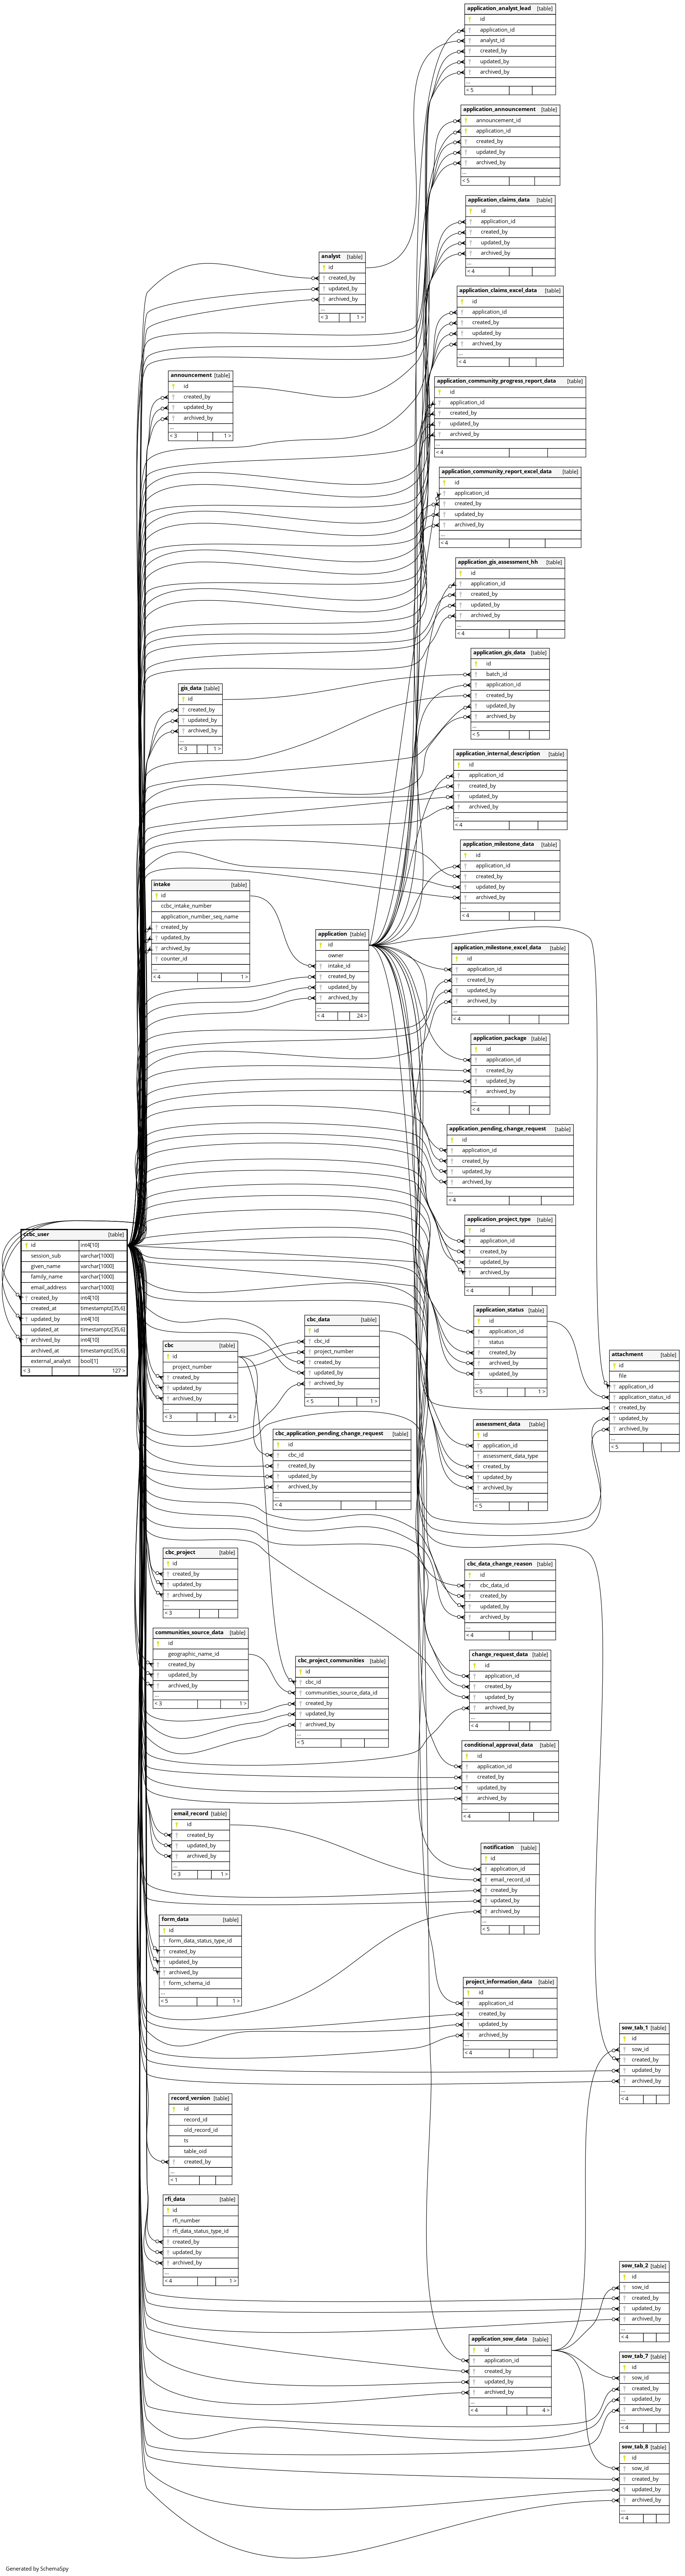 application_analyst_lead [table]
id
application_id
analyst_id
created_by
updated_by
archived_by
...
< 5
application_announcement [table]
announcement_id
application_id
created_by
updated_by
archived_by
...
< 5
application_claims_data [table]
id
application_id
created_by
updated_by
archived_by
...
< 4
analyst [table]
id
created_by
updated_by
archived_by
...
< 3 1 >
application_claims_excel_data [table]
id
application_id
created_by
updated_by
archived_by
...
< 4
announcement [table]
id
created_by
updated_by
archived_by
...
< 3 1 >
application_community_progress_report_data [table]
id
application_id
created_by
updated_by
archived_by
...
< 4
application_community_report_excel_data [table]
id
application_id
created_by
updated_by
archived_by
...
< 4
application_gis_assessment_hh [table]
id
application_id
created_by
updated_by
archived_by
...
< 4
application_gis_data [table]
id
batch_id
application_id
created_by
updated_by
archived_by
...
< 5
gis_data [table]
id
created_by
updated_by
archived_by
...
< 3 1 >
application_internal_description [table]
id
application_id
created_by
updated_by
archived_by
...
< 4
application_milestone_data [table]
id
application_id
created_by
updated_by
archived_by
...
< 4
intake [table]
id
ccbc_intake_number
application_number_seq_name
created_by
updated_by
archived_by
counter_id
...
< 4 1 >
application [table]
id
owner
intake_id
created_by
updated_by
archived_by
...
< 4 24 >
application_milestone_excel_data [table]
id
application_id
created_by
updated_by
archived_by
...
< 4
application_package [table]
id
application_id
created_by
updated_by
archived_by
...
< 4
application_pending_change_request [table]
id
application_id
created_by
updated_by
archived_by
...
< 4
application_project_type [table]
id
application_id
created_by
updated_by
archived_by
...
< 4
ccbc_user [table]
id int4[10]
session_sub varchar[1000]
given_name varchar[1000]
family_name varchar[1000]
email_address varchar[1000]
created_by int4[10]
created_at timestamptz[35,6]
updated_by int4[10]
updated_at timestamptz[35,6]
archived_by int4[10]
archived_at timestamptz[35,6]
external_analyst bool[1]
< 3 127 >
application_status [table]
id
application_id
status
created_by
archived_by
updated_by
...
< 5 1 >
cbc_data [table]
id
cbc_id
project_number
created_by
updated_by
archived_by
...
< 5 1 >
cbc [table]
id
project_number
created_by
updated_by
archived_by
...
< 3 4 >
attachment [table]
id
file
application_id
application_status_id
created_by
updated_by
archived_by
...
< 5
assessment_data [table]
id
application_id
assessment_data_type
created_by
updated_by
archived_by
...
< 5
cbc_application_pending_change_request [table]
id
cbc_id
created_by
updated_by
archived_by
...
< 4
cbc_project [table]
id
created_by
updated_by
archived_by
...
< 3
cbc_data_change_reason [table]
id
cbc_data_id
created_by
updated_by
archived_by
...
< 4
communities_source_data [table]
id
geographic_name_id
created_by
updated_by
archived_by
...
< 3 1 >
cbc_project_communities [table]
id
cbc_id
communities_source_data_id
created_by
updated_by
archived_by
...
< 5
change_request_data [table]
id
application_id
created_by
updated_by
archived_by
...
< 4
conditional_approval_data [table]
id
application_id
created_by
updated_by
archived_by
...
< 4
email_record [table]
id
created_by
updated_by
archived_by
...
< 3 1 >
notification [table]
id
application_id
email_record_id
created_by
updated_by
archived_by
...
< 5
form_data [table]
id
form_data_status_type_id
created_by
updated_by
archived_by
form_schema_id
...
< 5 1 >
project_information_data [table]
id
application_id
created_by
updated_by
archived_by
...
< 4
sow_tab_1 [table]
id
sow_id
created_by
updated_by
archived_by
...
< 4
record_version [table]
id
record_id
old_record_id
ts
table_oid
created_by
...
< 1
rfi_data [table]
id
rfi_number
rfi_data_status_type_id
created_by
updated_by
archived_by
...
< 4 1 >
sow_tab_2 [table]
id
sow_id
created_by
updated_by
archived_by
...
< 4
application_sow_data [table]
id
application_id
created_by
updated_by
archived_by
...
< 4 4 >
sow_tab_7 [table]
id
sow_id
created_by
updated_by
archived_by
...
< 4
sow_tab_8 [table]
id
sow_id
created_by
updated_by
archived_by
...
< 4
Generated by SchemaSpy